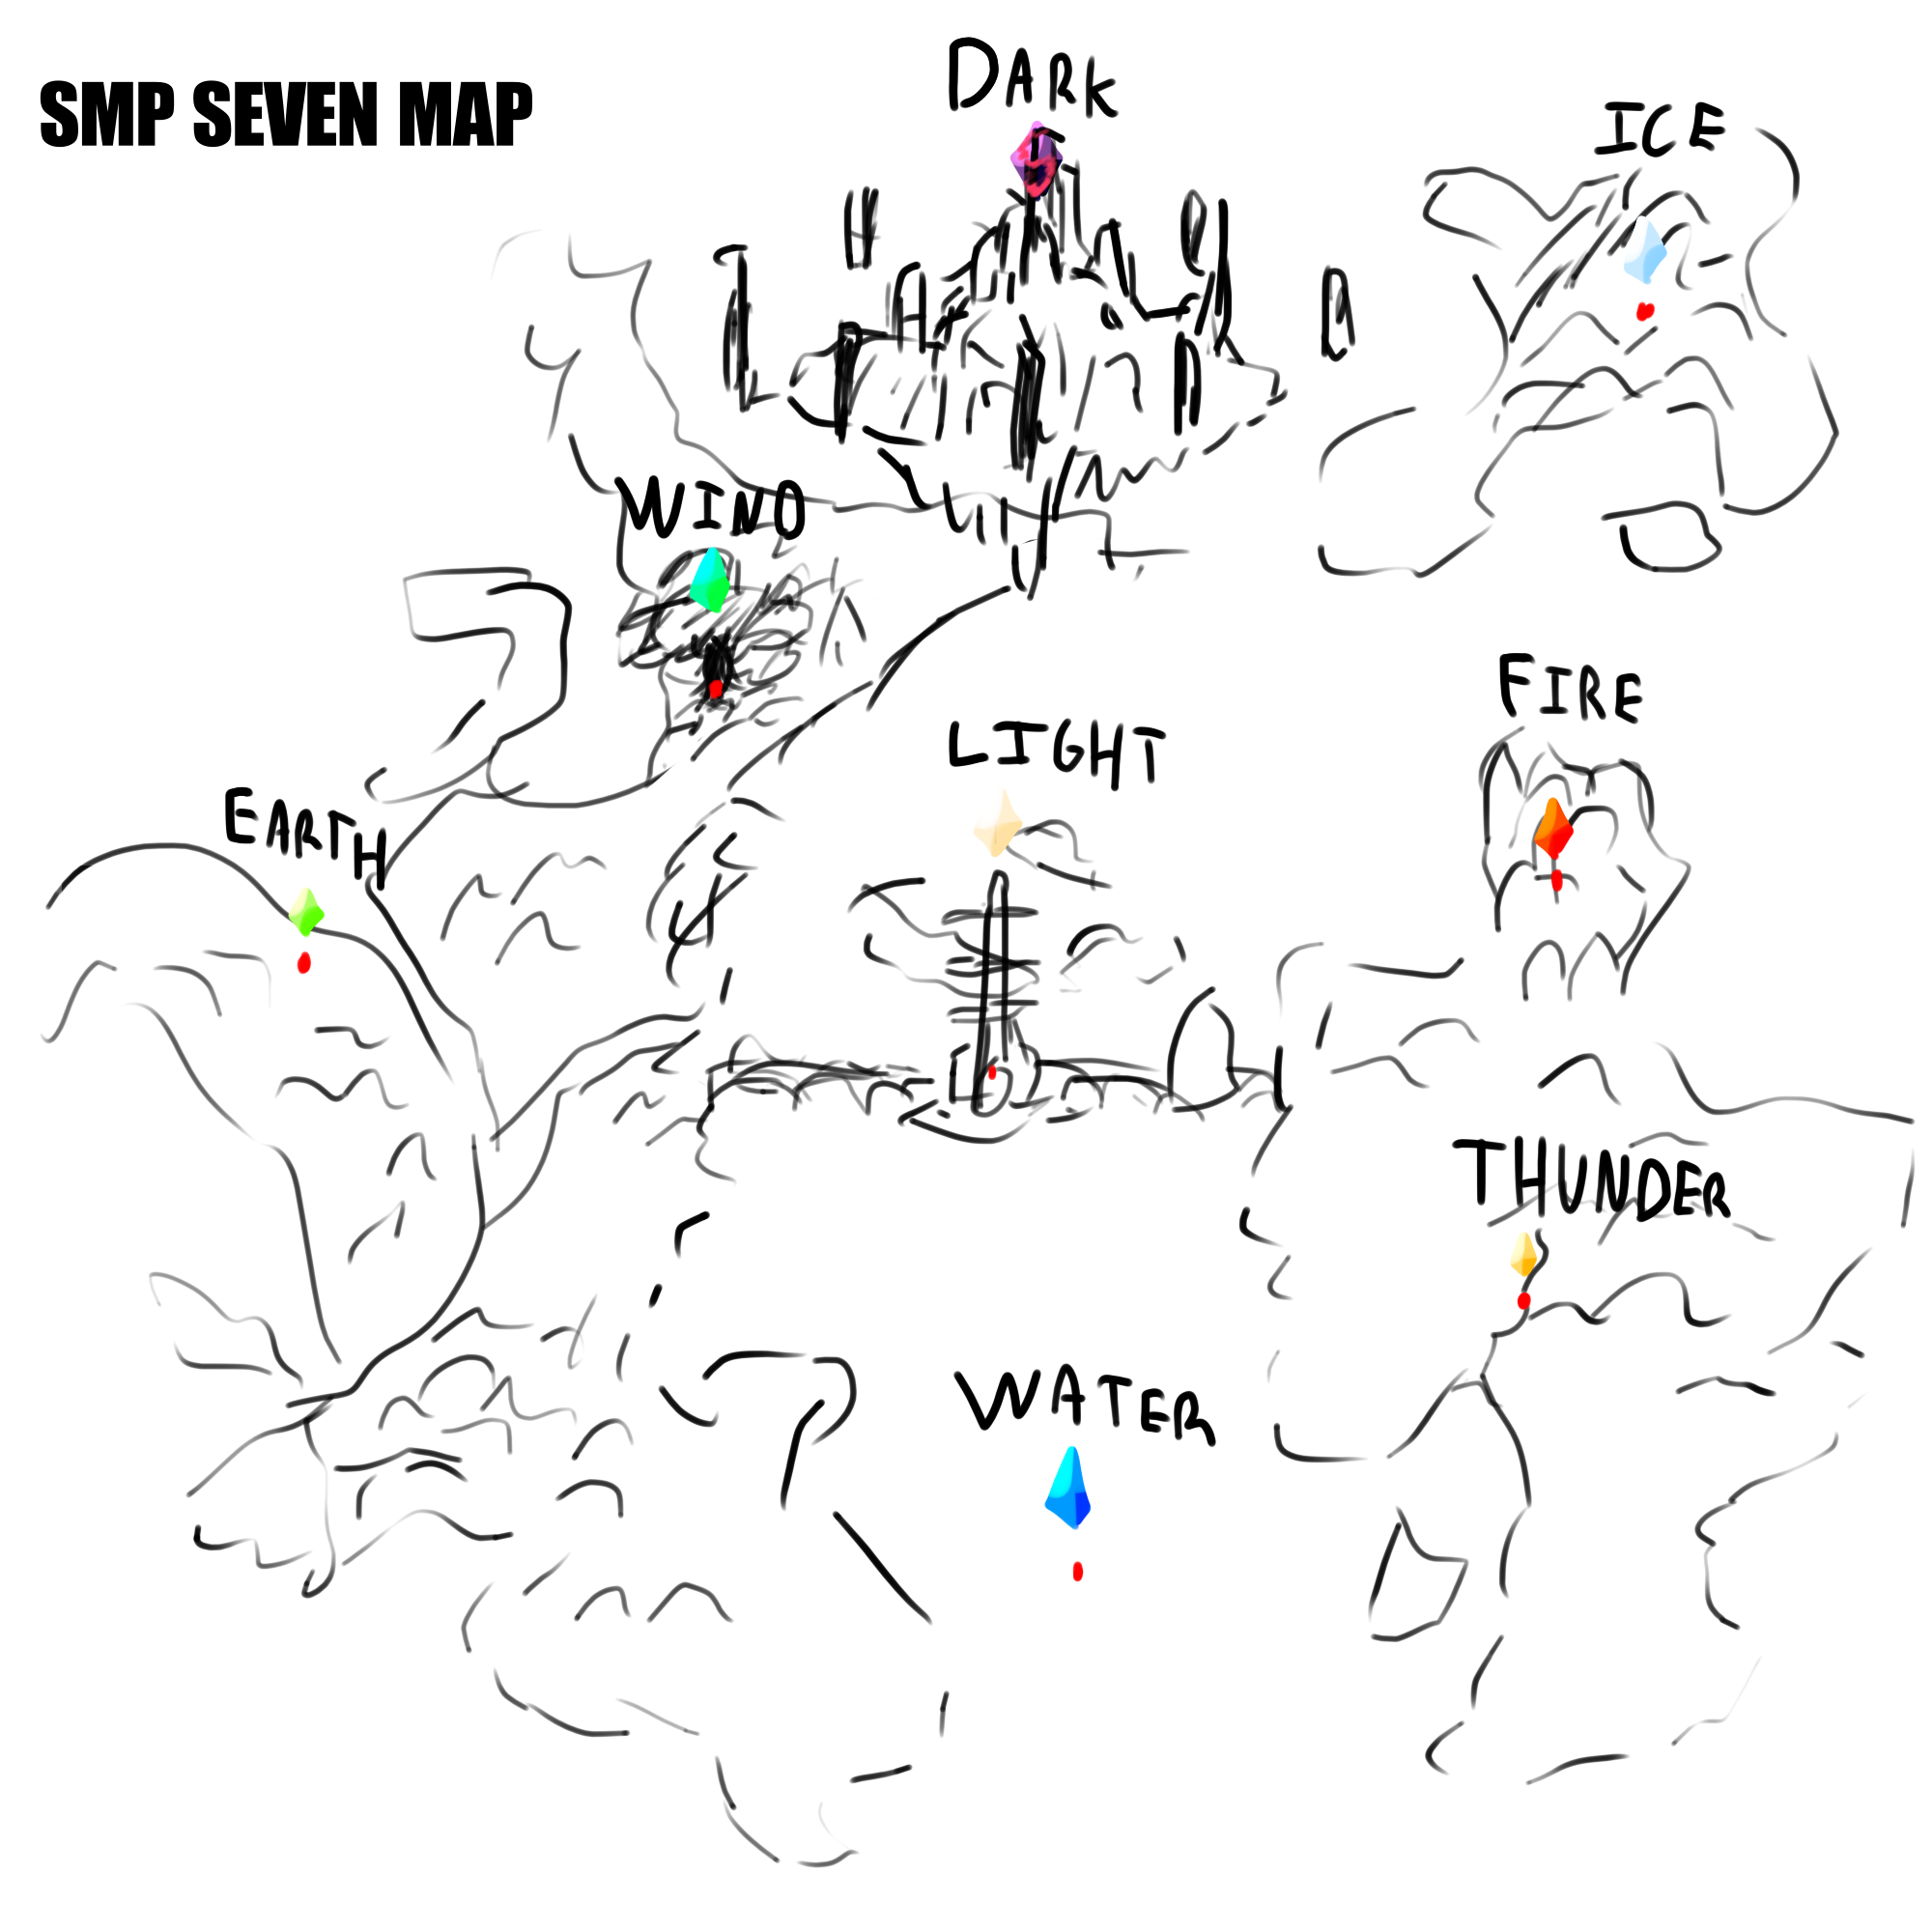 SMP SEVEN MAP
DARK
ICE
WIND
FIRE
LIGHT
EARTH
THUNDER
WATER